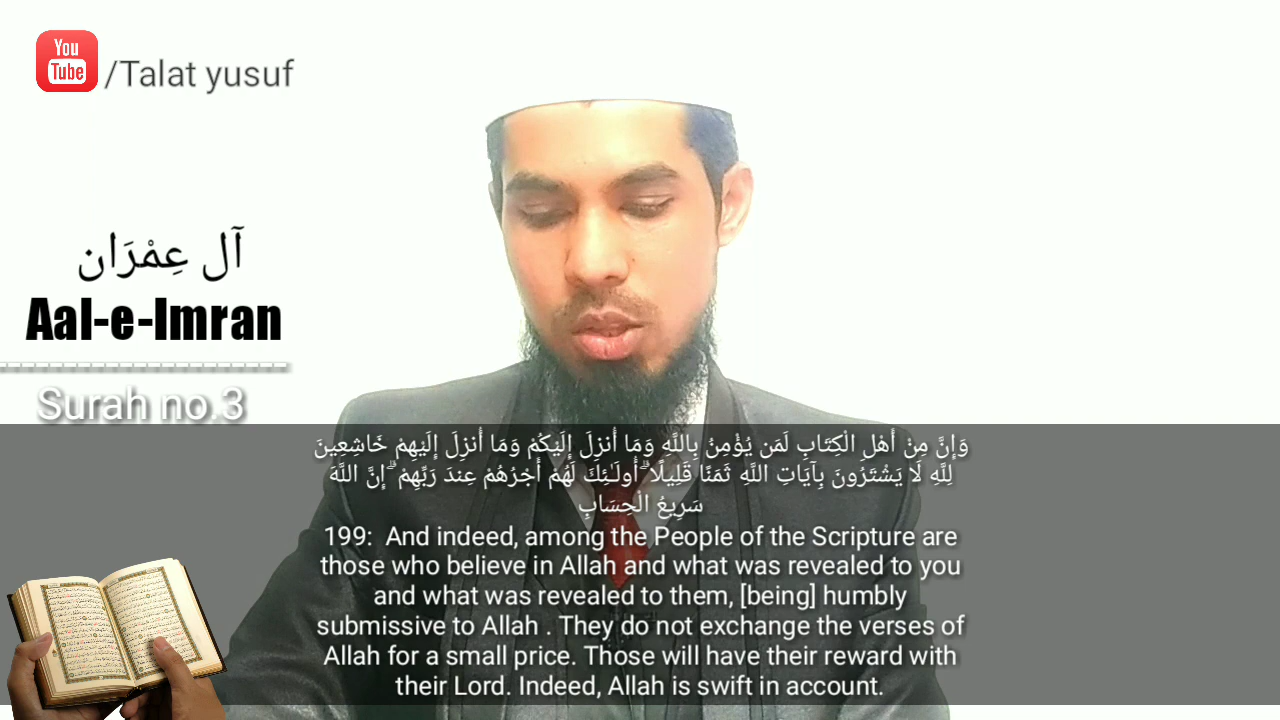 You
Tube
/Talat yusuf
آل عِمْرَان
Aal-e-Imran
Surah no.3
وَإِنَّ مِنْ أَهْلِ الْكِتَابِ لَمَن يُؤْمِنُ بِاللَّهِ وَمَا أُنزِلَ إِلَيْكُمْ وَمَا أُنزِلَ إِلَيْهِمْ خَاشِعِينَ
لِلَّهِ لَا يَشْتَرُونَ بِآيَاتِ اللَّهِ ثَمَنًا قَلِيلًا ۗ أُولَـٰئِكَ لَهُمْ أَجْرُهُمْ عِندَ رَبِّهِمْ ۗ إِنَّ اللَّهَ
سَرِيعُ الْحِسَابِ
199:  And indeed, among the People of the Scripture are
those who believe in Allah and what was revealed to you
and what was revealed to them, [being] humbly
submissive to Allah . They do not exchange the verses of
Allah for a small price. Those will have their reward with
their Lord. Indeed, Allah is swift in account.